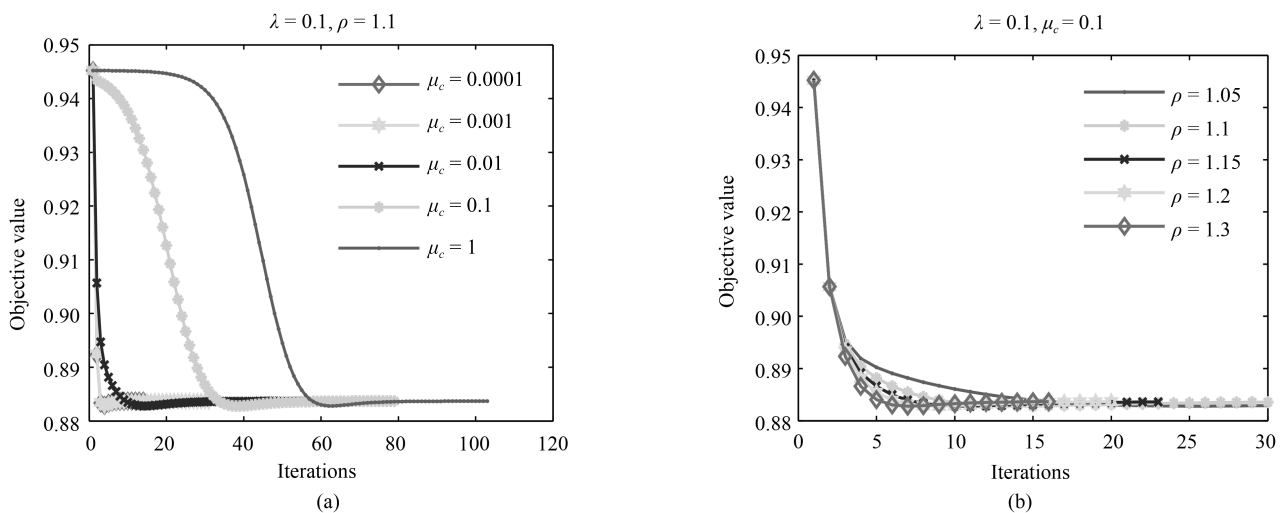 λ = 0.1, ρ = 1.1
0.95
0.94
0.93
0.92
0.91
0.90
0.89
0.88
Objective value
μc = 0.0001
μc = 0.001
μc = 0.01
μc = 0.1
μc = 1
0 20 40 60 80 100 120
Iterations
(a)
λ = 0.1, μc = 0.1
0.95
0.94
0.93
0.92
0.91
0.90
0.89
0.88
Objective value
ρ = 1.05
ρ = 1.1
ρ = 1.15
ρ = 1.2
ρ = 1.3
0 5 10 15 20 25 30
Iterations
(b)